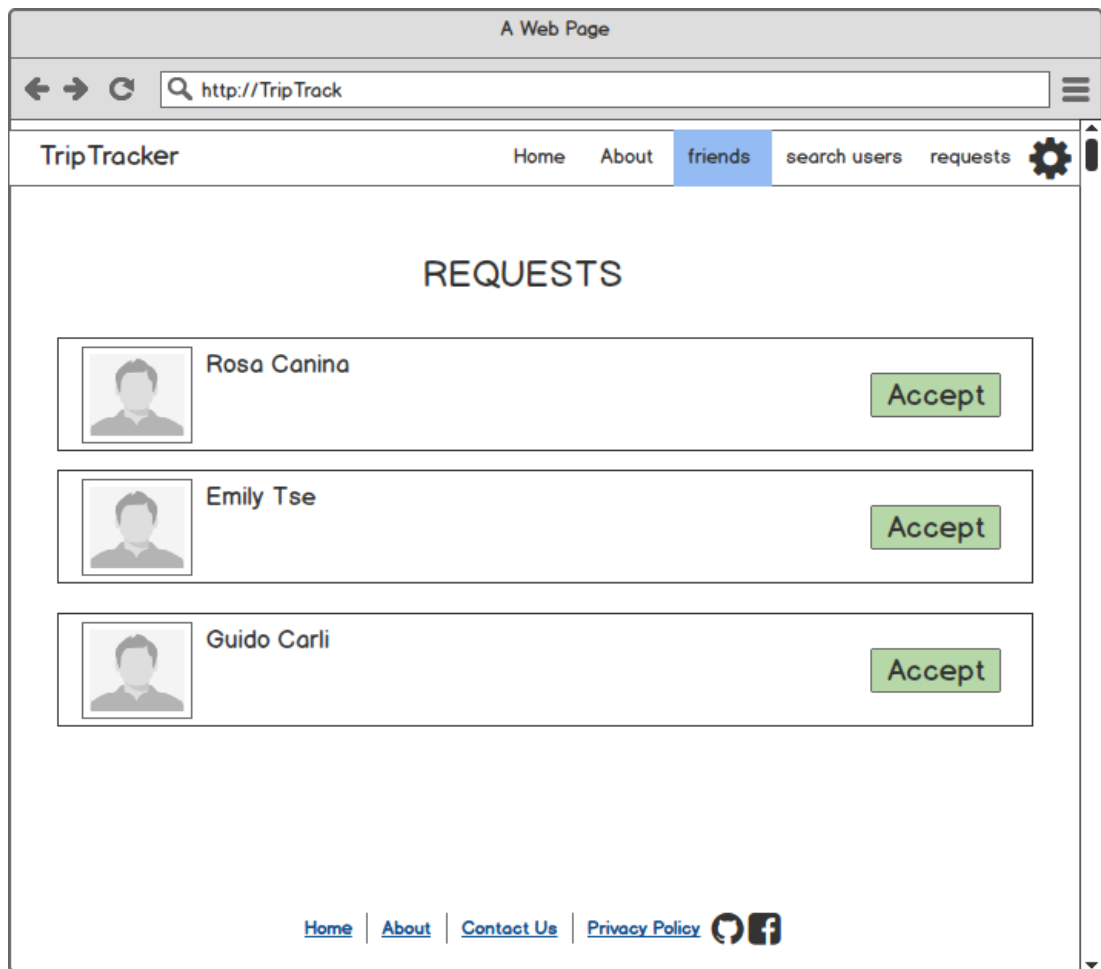 A Web Page
http://TripTrack
TripTracker Home About friends search users requests
REQUESTS
Rosa Canina
Accept
Emily Tse
Accept
Guido Carli
Accept
Home About Contact Us Privacy Policy